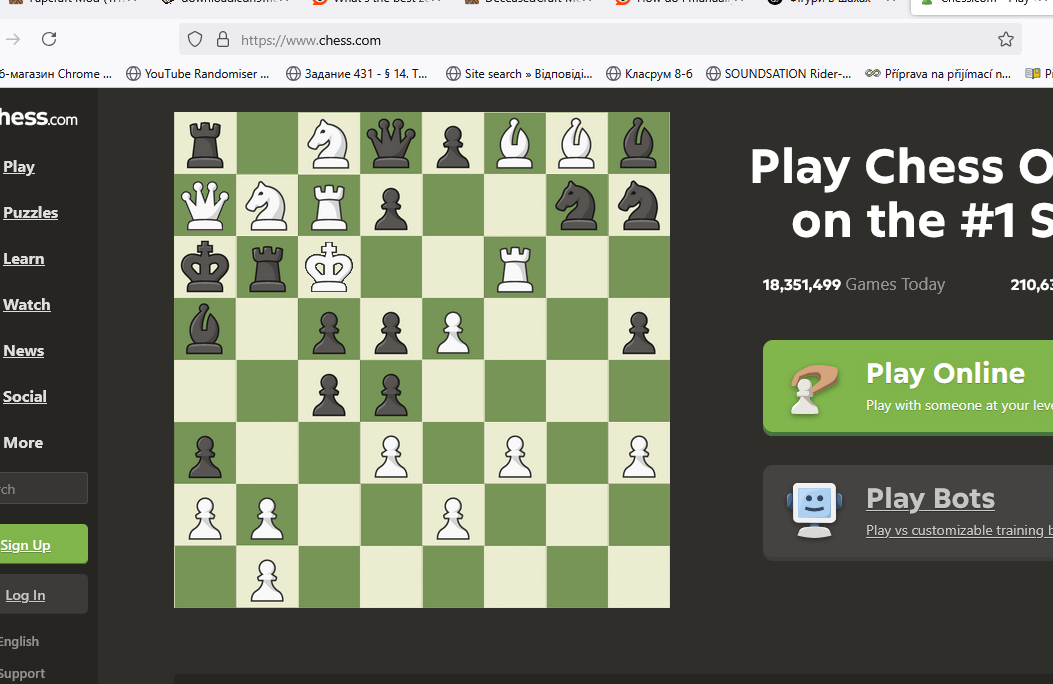 https://www.chess.com
б-магазин Chrome ...
YouTube Randomiser ...
Задание 431 - § 14. Т...
Site search » Відповіді...
Класрум 8-б
SOUNDSATION Rider-...
Příprava na přijímací n...
hess.com
Play
Puzzles
Learn
Watch
News
Social
More
rch
Sign Up
Log In
English
Support
Play Chess O
on the #1 S
18,351,499 Games Today
210,63
Play Online
Play with someone at your leve
Play Bots
Play vs customizable training b